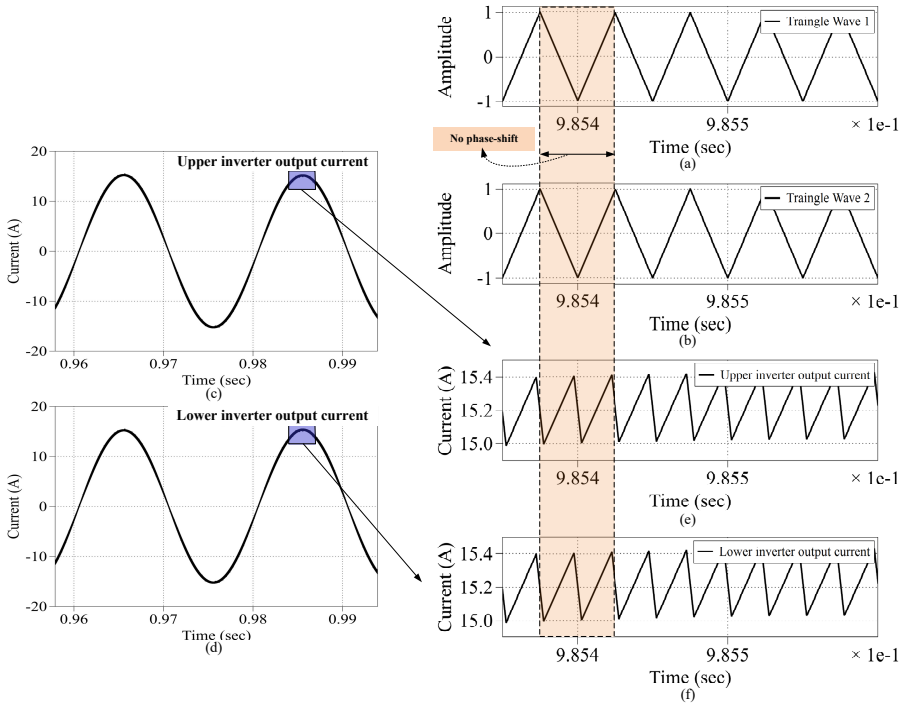 1
0
-1
Amplitude
Traingle Wave 1
9.854
9.855
× 1e-1
Time (sec)
(a)
No phase-shift
1
0
-1
Amplitude
Traingle Wave 2
9.854
9.855
× 1e-1
Time (sec)
(b)
20
10
0
-10
-20
Current (A)
Upper inverter output current
0.96
0.97
0.98
0.99
Time (sec)
(c)
20
10
0
-10
-20
Current (A)
Lower inverter output current
0.96
0.97
0.98
0.99
Time (sec)
(d)
15.4
15.2
15.0
Current (A)
Upper inverter output current
9.854
9.855
× 1e-1
Time (sec)
(e)
15.4
15.2
15.0
Current (A)
Lower inverter output current
9.854
9.855
× 1e-1
Time (sec)
(f)